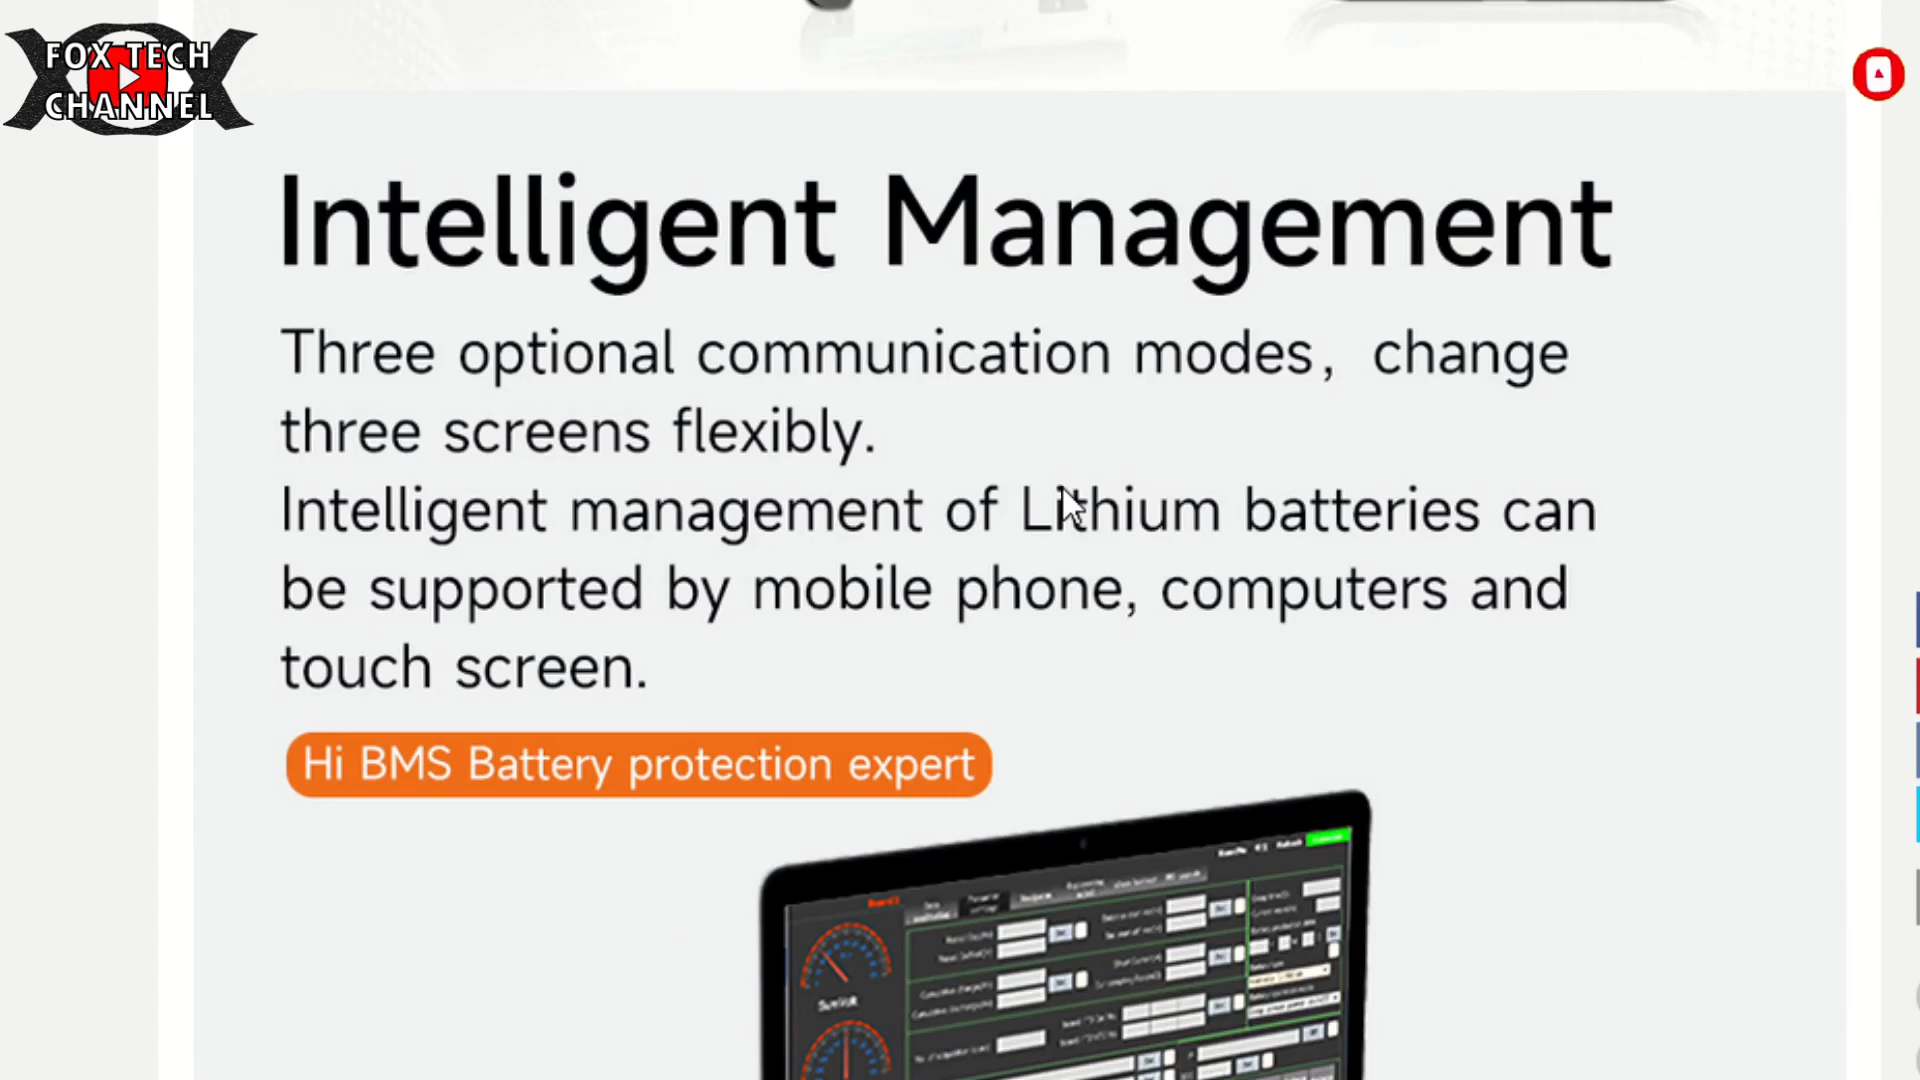 FOX TECH
CHANNEL
Intelligent Management
Three optional communication modes, change
three screens flexibly.
Intelligent management of Lithium batteries can
be supported by mobile phone, computers and
touch screen.
Hi BMS Battery protection expert
SumVolt